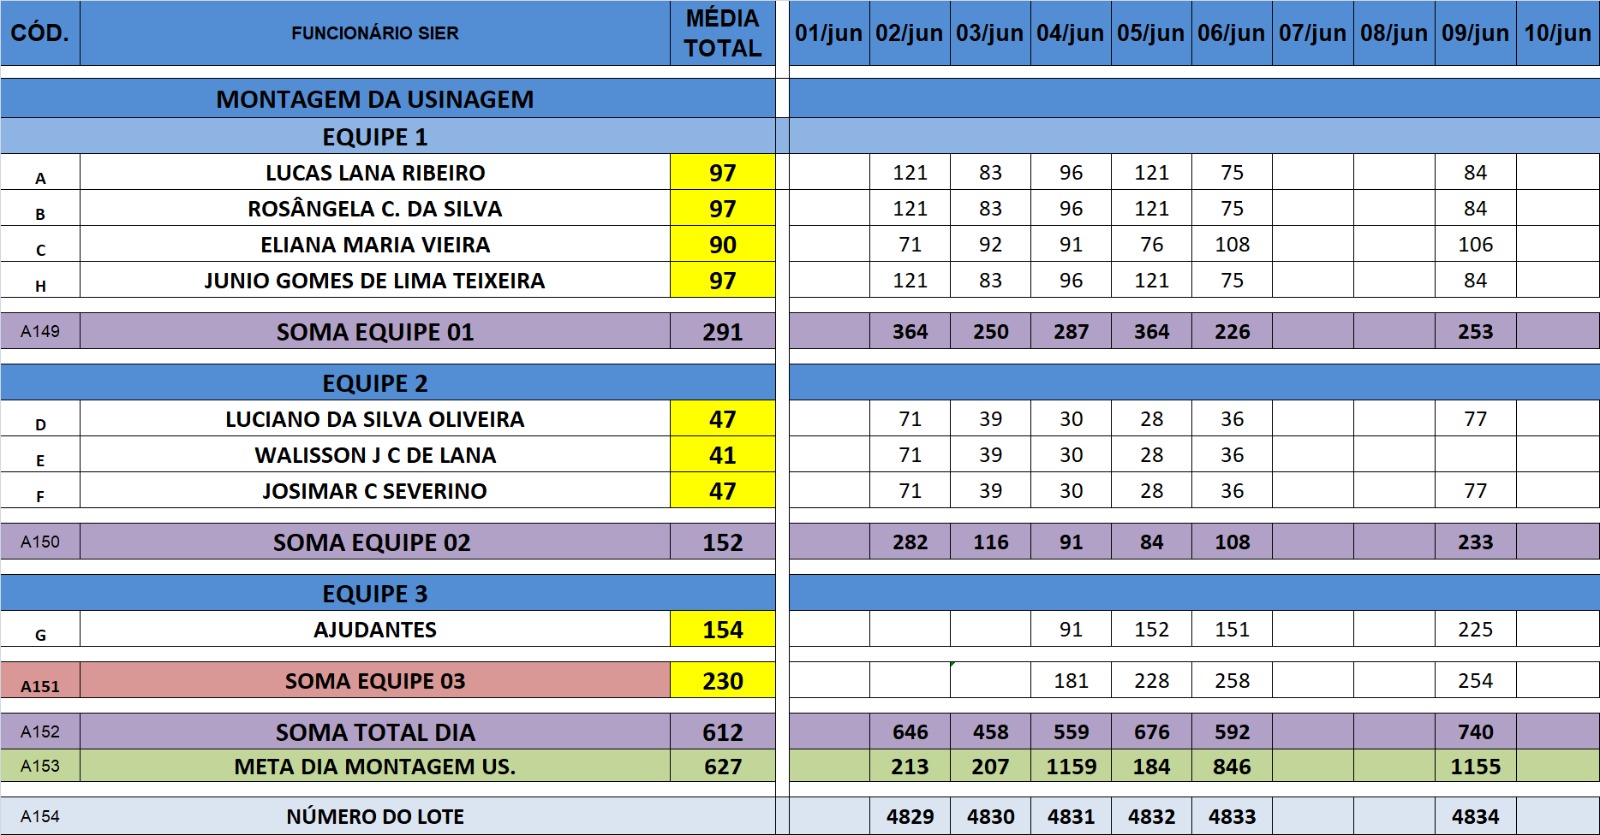 CÓD. FUNCIONÁRIO SIER MÉDIA TOTAL 01/jun 02/jun 03/jun 04/jun 05/jun 06/jun 07/jun 08/jun 09/jun 10/jun
MONTAGEM DA USINAGEM
EQUIPE 1
A LUCAS LANA RIBEIRO 97 121 83 96 121 75 84
B ROSÂNGELA C. DA SILVA 97 121 83 96 121 75 84
C ELIANA MARIA VIEIRA 90 71 92 91 76 108 106
H JUNIO GOMES DE LIMA TEIXEIRA 97 121 83 96 121 75 84
A149 SOMA EQUIPE 01 291 364 250 287 364 226 253
EQUIPE 2
D LUCIANO DA SILVA OLIVEIRA 47 71 39 30 28 36 77
E WALISSON J C DE LANA 41 71 39 30 28 36
F JOSIMAR C SEVERINO 47 71 39 30 28 36 77
A150 SOMA EQUIPE 02 152 282 116 91 84 108 233
EQUIPE 3
G AJUDANTES 154 91 152 151 225
A151 SOMA EQUIPE 03 230 181 228 258 254
A152 SOMA TOTAL DIA 612 646 458 559 676 592 740
A153 META DIA MONTAGEM US. 627 213 207 1159 184 846 1155
A154 NÚMERO DO LOTE 4829 4830 4831 4832 4833 4834